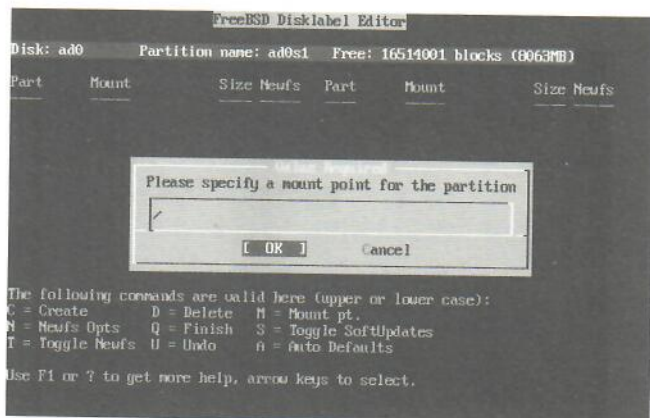 FreeBSD Disklabel Editor
Disk: ad0 Partition name: ad0s1 Free: 16514001 blocks (8063MB)
Part Mount Size Newfs Part Mount Size Newfs
Value Required
Please specify a mount point for the partition
/
[ OK ] Cancel
The following commands are valid here (upper or lower case):
C = Create D = Delete M = Mount pt.
N = Newfs Opts Q = Finish S = Toggle SoftUpdates
T = Toggle Newfs U = Undo A = Auto Defaults
Use F1 or ? to get more help, arrow keys to select.